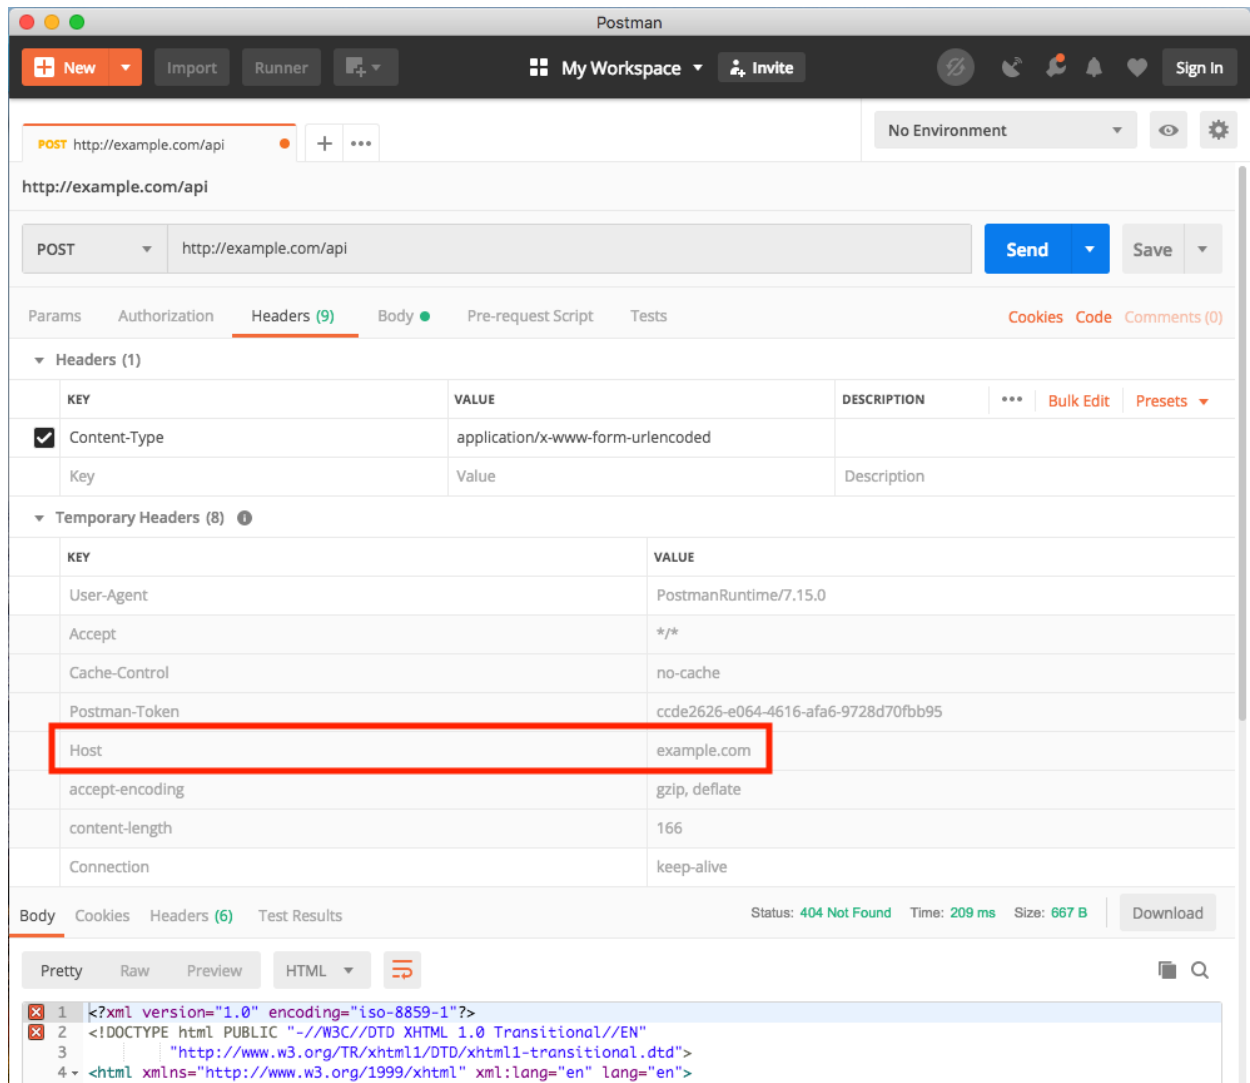 Postman
New Import Runner My Workspace Invite Sign In
POST http://example.com/api + ••• No Environment
http://example.com/api
POST http://example.com/api Send Save
Params Authorization Headers (9) Body Pre-request Script Tests Cookies Code Comments (0)
Headers (1)
KEY VALUE DESCRIPTION ••• Bulk Edit Presets
Content-Type application/x-www-form-urlencoded
Key Value Description
Temporary Headers (8)
KEY VALUE
User-Agent PostmanRuntime/7.15.0
Accept */*
Cache-Control no-cache
Postman-Token ccde2626-e064-4616-afa6-9728d70fbb95
Host example.com
accept-encoding gzip, deflate
content-length 166
Connection keep-alive
Body Cookies Headers (6) Test Results Status: 404 Not Found Time: 209 ms Size: 667 B Download
Pretty Raw Preview HTML
1 <?xml version="1.0" encoding="iso-8859-1"?>
2 <!DOCTYPE html PUBLIC "-//W3C//DTD XHTML 1.0 Transitional//EN"
3 "http://www.w3.org/TR/xhtml1/DTD/xhtml1-transitional.dtd">
4 <html xmlns="http://www.w3.org/1999/xhtml" xml:lang="en" lang="en">